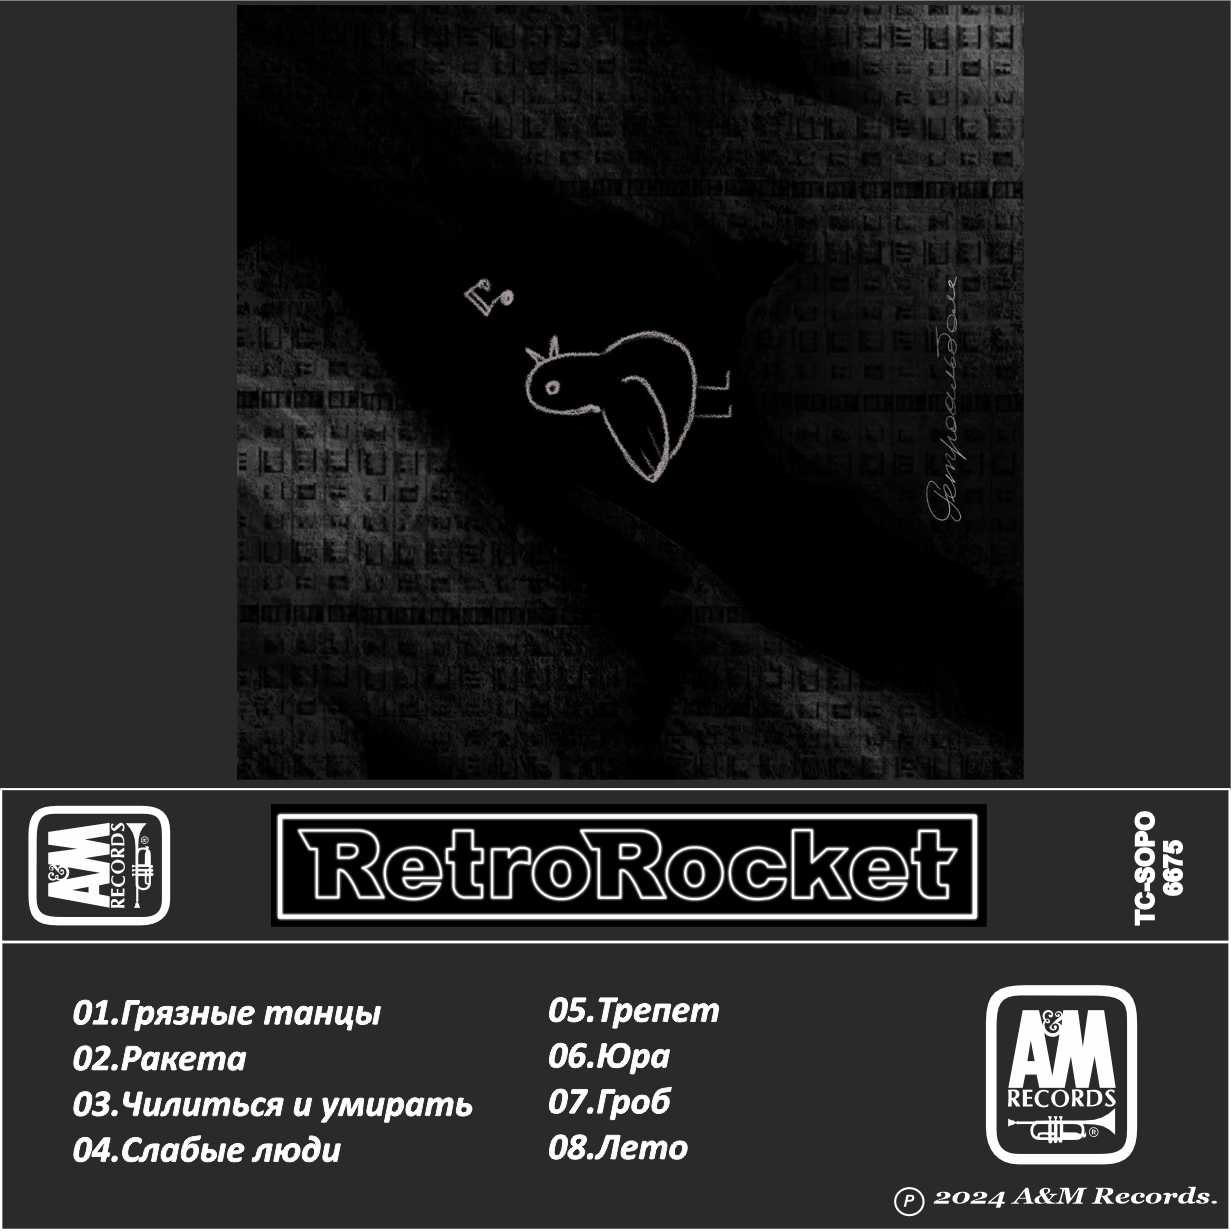 A&M
RECORDS
®
RetroRocket
TC-SOPO
6675
01.Грязные танцы
02.Ракета
03.Чилиться и умирать
04.Слабые люди
05.Трепет
06.Юра
07.Гроб
08.Лето
A&M
RECORDS
®
Ⓟ 2024 A&M Records.